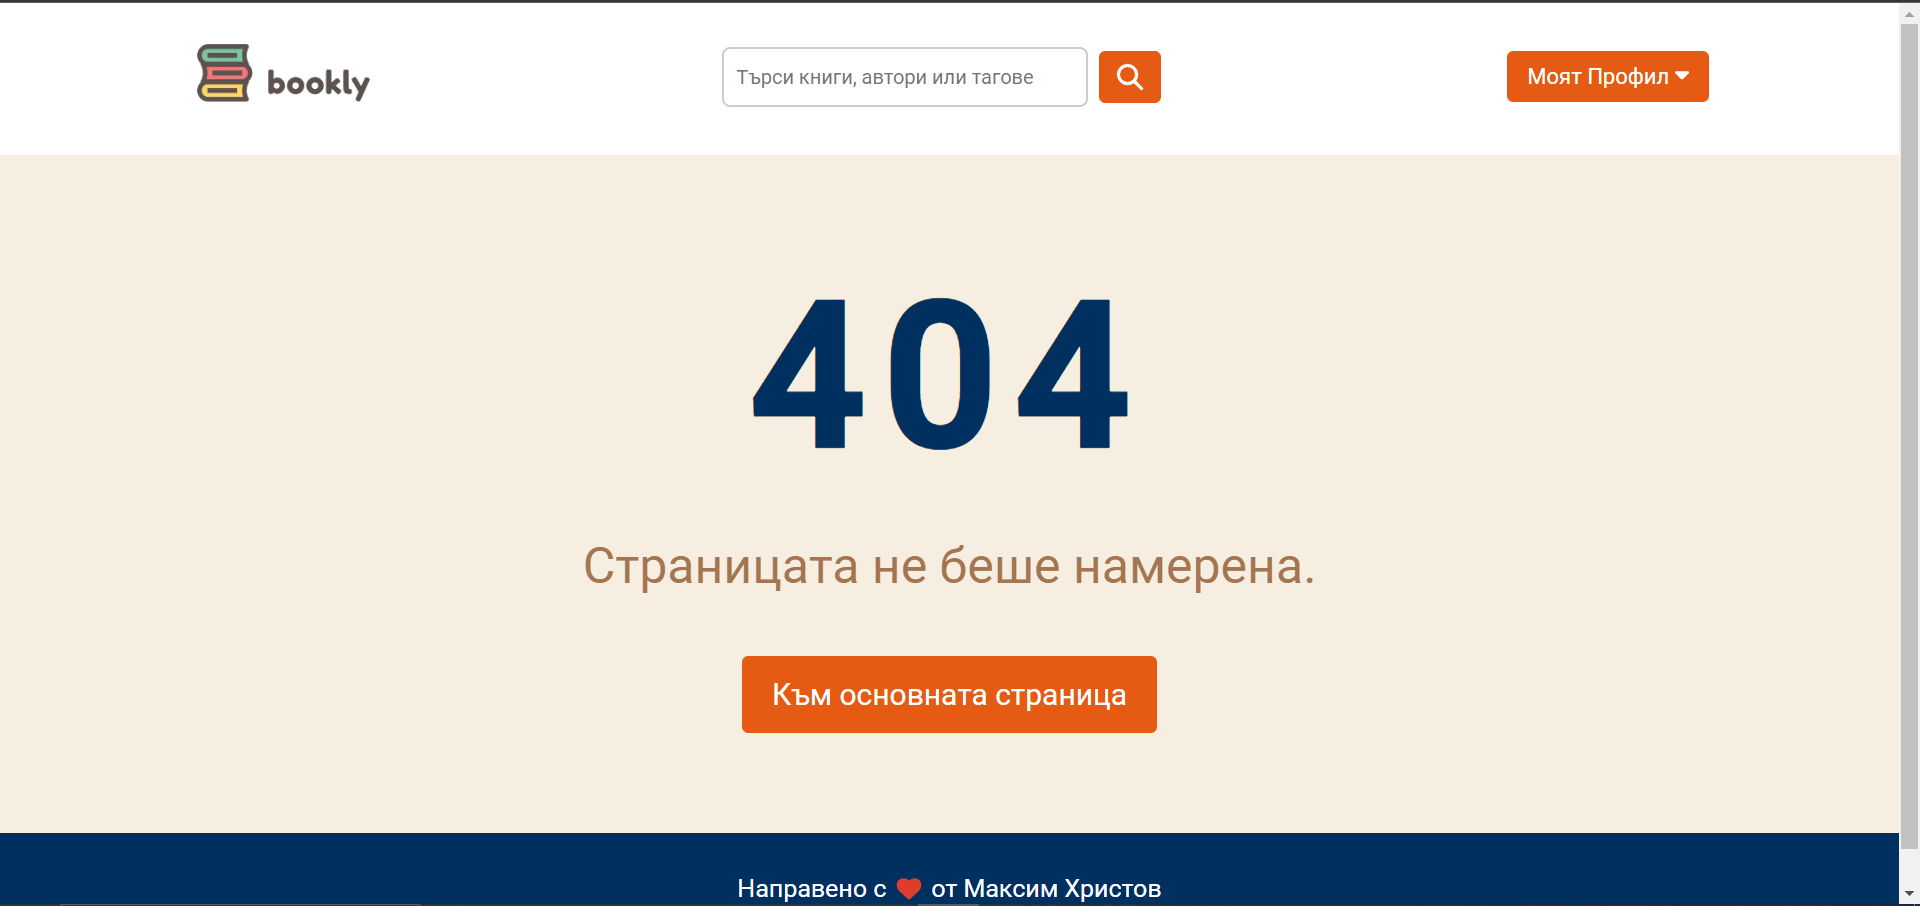 bookly
Търси книги, автори или тагове
Моят Профил
404
Страницата не беше намерена.
Към основната страница
Направено с ❤ от Максим Христов